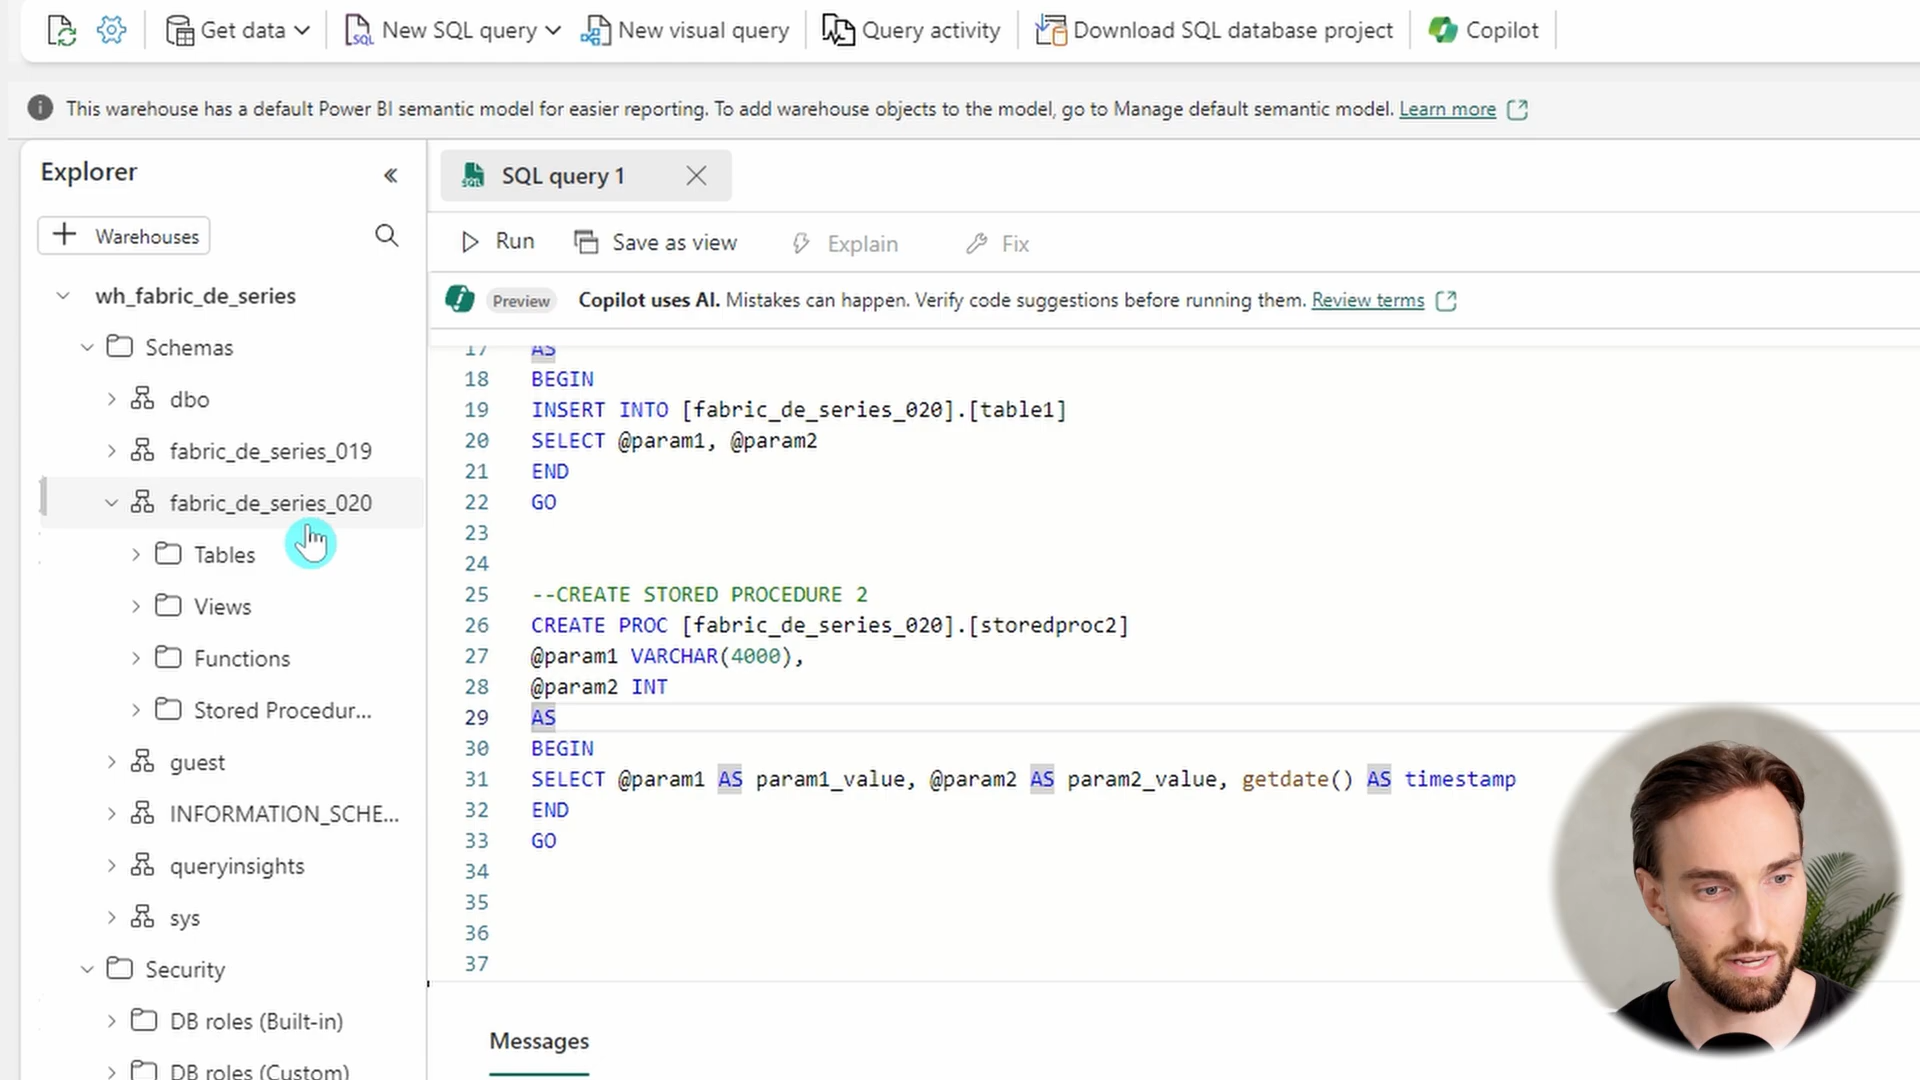 Get data
New SQL query
New visual query
Query activity
Download SQL database project
Copilot
This warehouse has a default Power BI semantic model for easier reporting. To add warehouse objects to the model, go to Manage default semantic model. Learn more
Explorer
Warehouses
wh_fabric_de_series
Schemas
dbo
fabric_de_series_019
fabric_de_series_020
Tables
Views
Functions
Stored Procedur...
guest
INFORMATION_SCHE...
queryinsights
sys
Security
DB roles (Built-in)
DB roles (Custom)
SQL query 1
Run
Save as view
Explain
Fix
Preview
Copilot uses AI. Mistakes can happen. Verify code suggestions before running them. Review terms
17 AS
18 BEGIN
19 INSERT INTO [fabric_de_series_020].[table1]
20 SELECT @param1, @param2
21 END
22 GO
23
24
25 --CREATE STORED PROCEDURE 2
26 CREATE PROC [fabric_de_series_020].[storedproc2]
27 @param1 VARCHAR(4000),
28 @param2 INT
29 AS
30 BEGIN
31 SELECT @param1 AS param1_value, @param2 AS param2_value, getdate() AS timestamp
32 END
33 GO
34
35
36
37
Messages